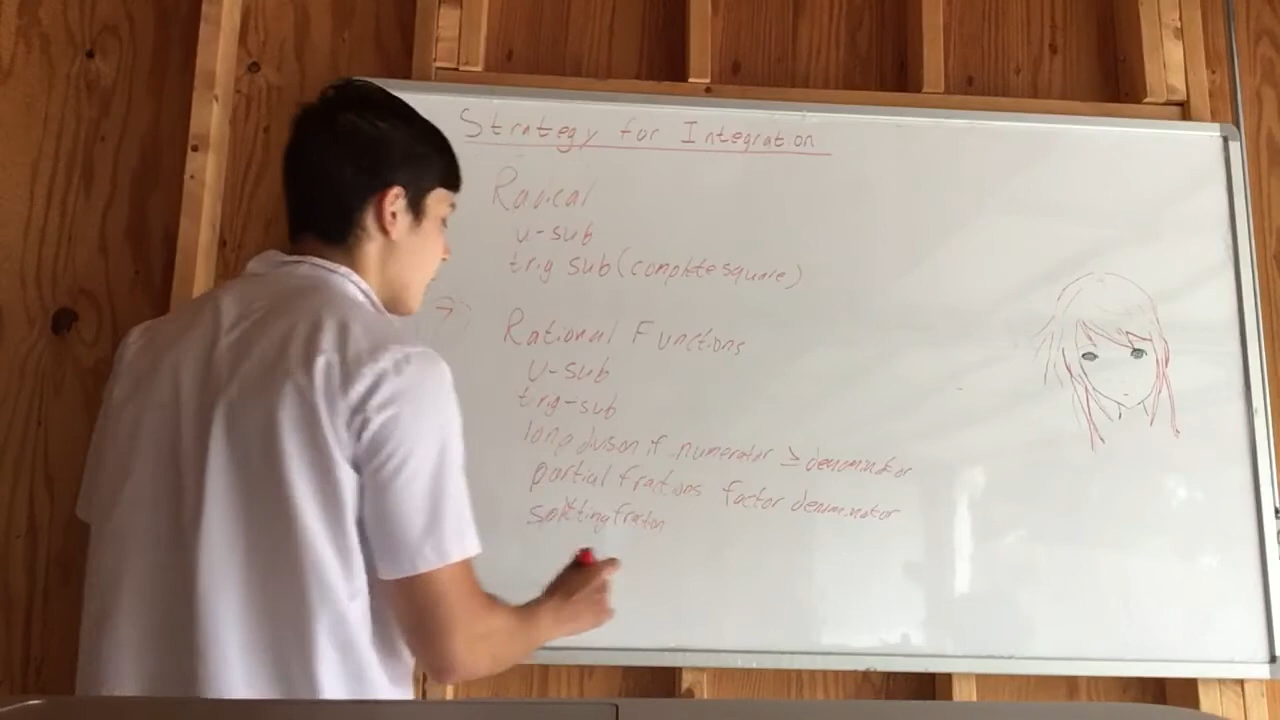 Strategy for Integration
Radical
u-sub
trig sub (complete square)
Rational Functions
U-sub
trig-sub
long divson if numerator ≥ denominator
partial fractions factor denominator
splitting fraction